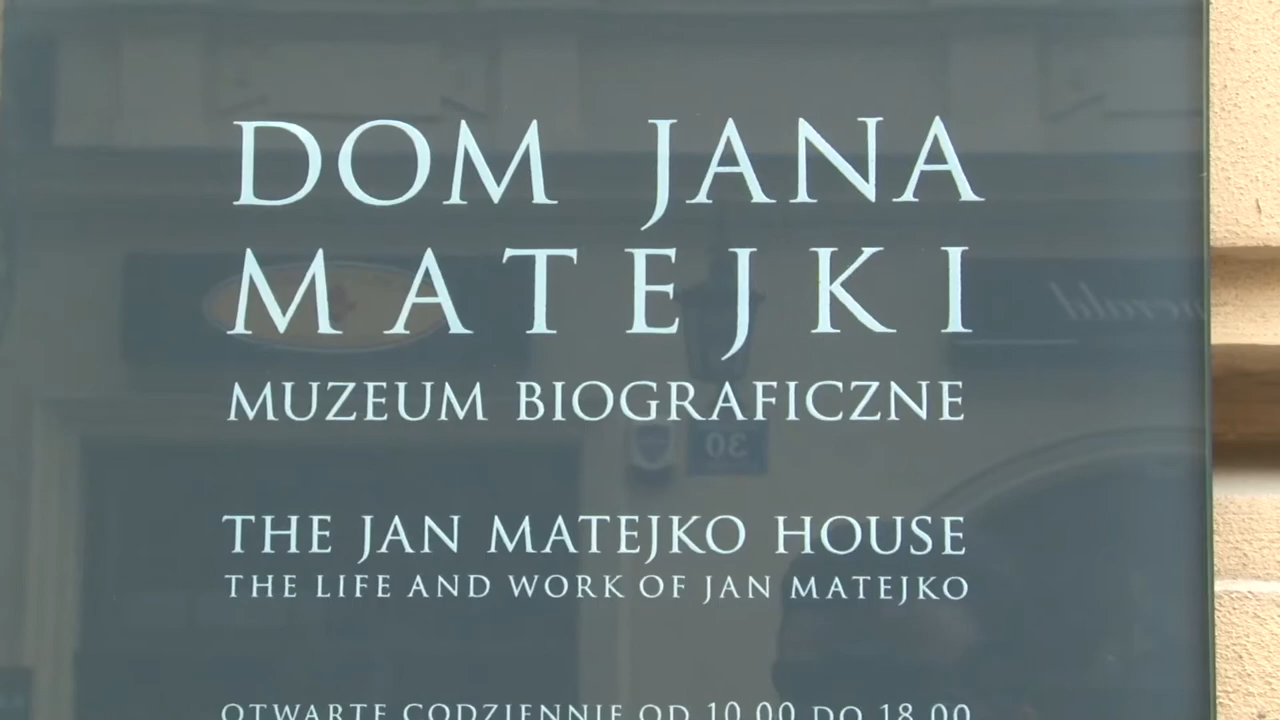 DOM JANA
MATEJKI
MUZEUM BIOGRAFICZNE
30
THE JAN MATEJKO HOUSE
THE LIFE AND WORK OF JAN MATEJKO
OTWARTE CODZIENNIE OD 10.00 DO 18.00